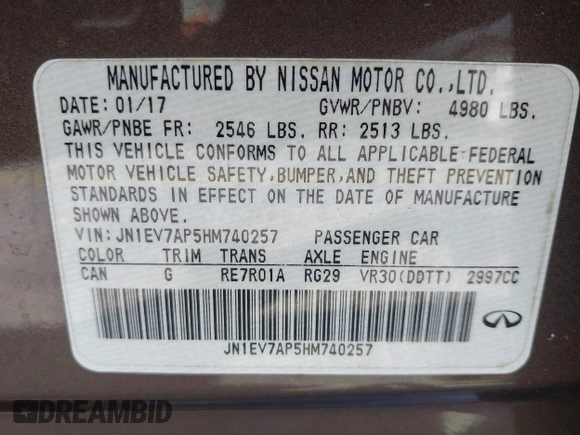 MANUFACTURED BY NISSAN MOTOR CO.,LTD.
DATE: 01/17 GVWR/PNBV: 4980 LBS.
GAWR/PNBE FR: 2546 LBS. RR: 2513 LBS.
THIS VEHICLE CONFORMS TO ALL APPLICABLE FEDERAL
MOTOR VEHICLE SAFETY,BUMPER,AND THEFT PREVENTION
STANDARDS IN EFFECT ON THE DATE OF MANUFACTURE
SHOWN ABOVE.
VIN:JN1EV7AP5HM740257 PASSENGER CAR
COLOR TRIM TRANS AXLE ENGINE
CAN G RE7R01A RG29 VR30(DDTT) 2997CC
JN1EV7AP5HM740257
INFINITI
DREAMBID